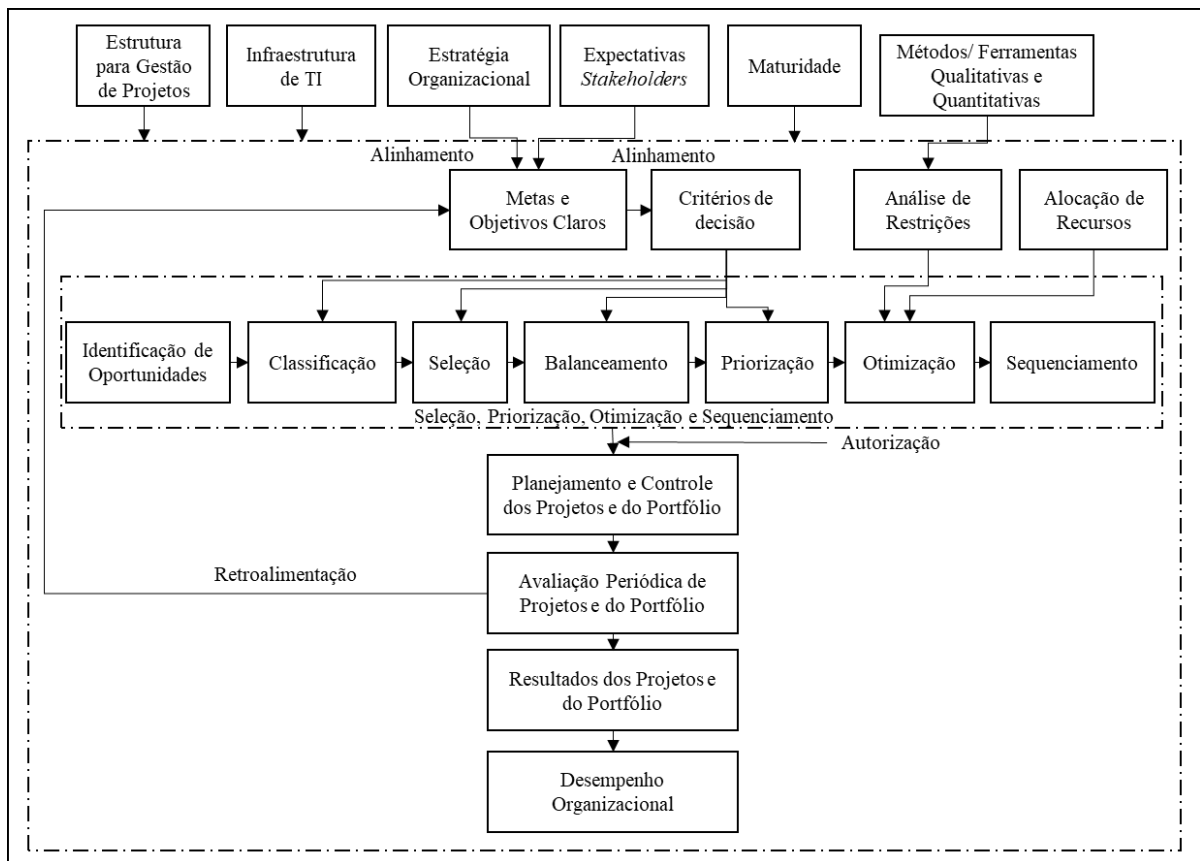 Estrutura
para Gestão
de Projetos
Infraestrutura
de TI
Estratégia
Organizacional
Expectativas
Stakeholders
Maturidade
Métodos/ Ferramentas
Qualitativas e
Quantitativas
Alinhamento
Alinhamento
Metas e
Objetivos Claros
Critérios de
decisão
Análise de
Restrições
Alocação de
Recursos
Identificação de
Oportunidades
Classificação
Seleção
Balanceamento
Priorização
Otimização
Sequenciamento
Seleção, Priorização, Otimização e Sequenciamento
Autorização
Planejamento e Controle
dos Projetos e do Portfólio
Retroalimentação
Avaliação Periódica de
Projetos e do Portfólio
Resultados dos Projetos e
do Portfólio
Desempenho
Organizacional